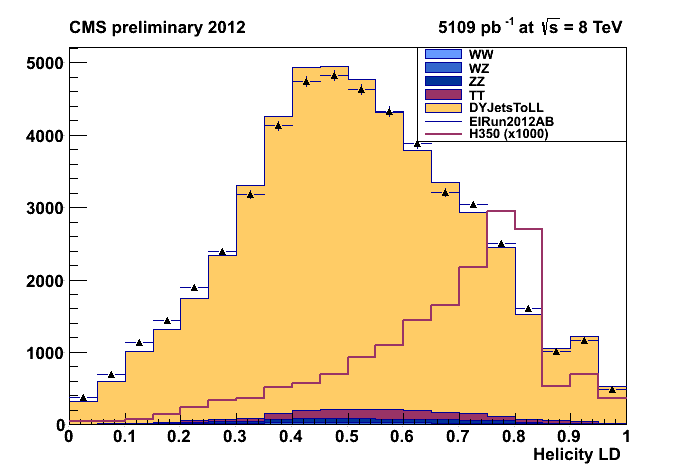 CMS preliminary 2012
5109 pb⁻¹ at √s = 8 TeV
WW
WZ
ZZ
TT
DYJetsToLL
ElRun2012AB
H350 (x1000)
5000
4000
3000
2000
1000
0
0 0.1 0.2 0.3 0.4 0.5 0.6 0.7 0.8 0.9 1
Helicity LD